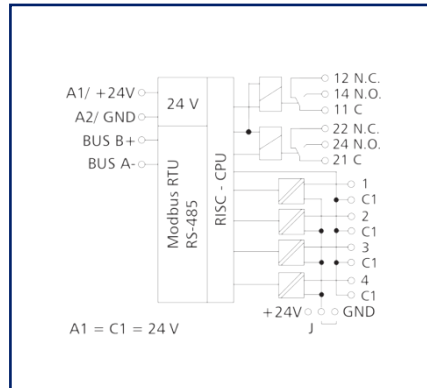 A1/ +24V
A2/ GND
BUS B+
BUS A-
24 V
Modbus RTU
RS-485
RISC - CPU
12 N.C.
14 N.O.
11 C
22 N.C.
24 N.O.
21 C
1
C1
2
C1
3
C1
4
C1
+24V
GND
J
A1 = C1 = 24 V